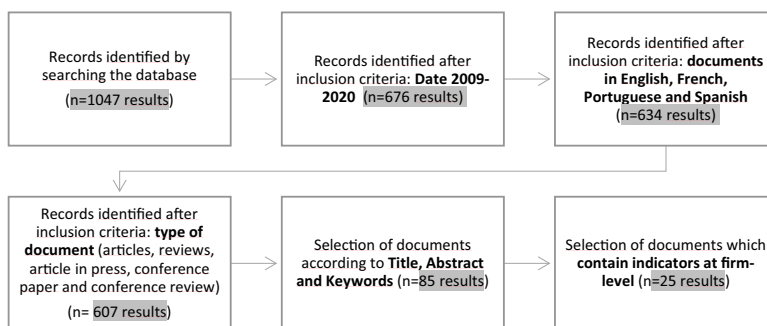 Records identified by
searching the database
(n=1047 results)
Records identified after
inclusion criteria: Date 2009-
2020 (n=676 results)
Records identified after
inclusion criteria: documents
in English, French,
Portuguese and Spanish
(n=634 results)
Records identified after
inclusion criteria: type of
document (articles, reviews,
article in press, conference
paper and conference review)
(n= 607 results)
Selection of documents
according to Title, Abstract
and Keywords (n=85 results)
Selection of documents which
contain indicators at firm-
level (n=25 results)